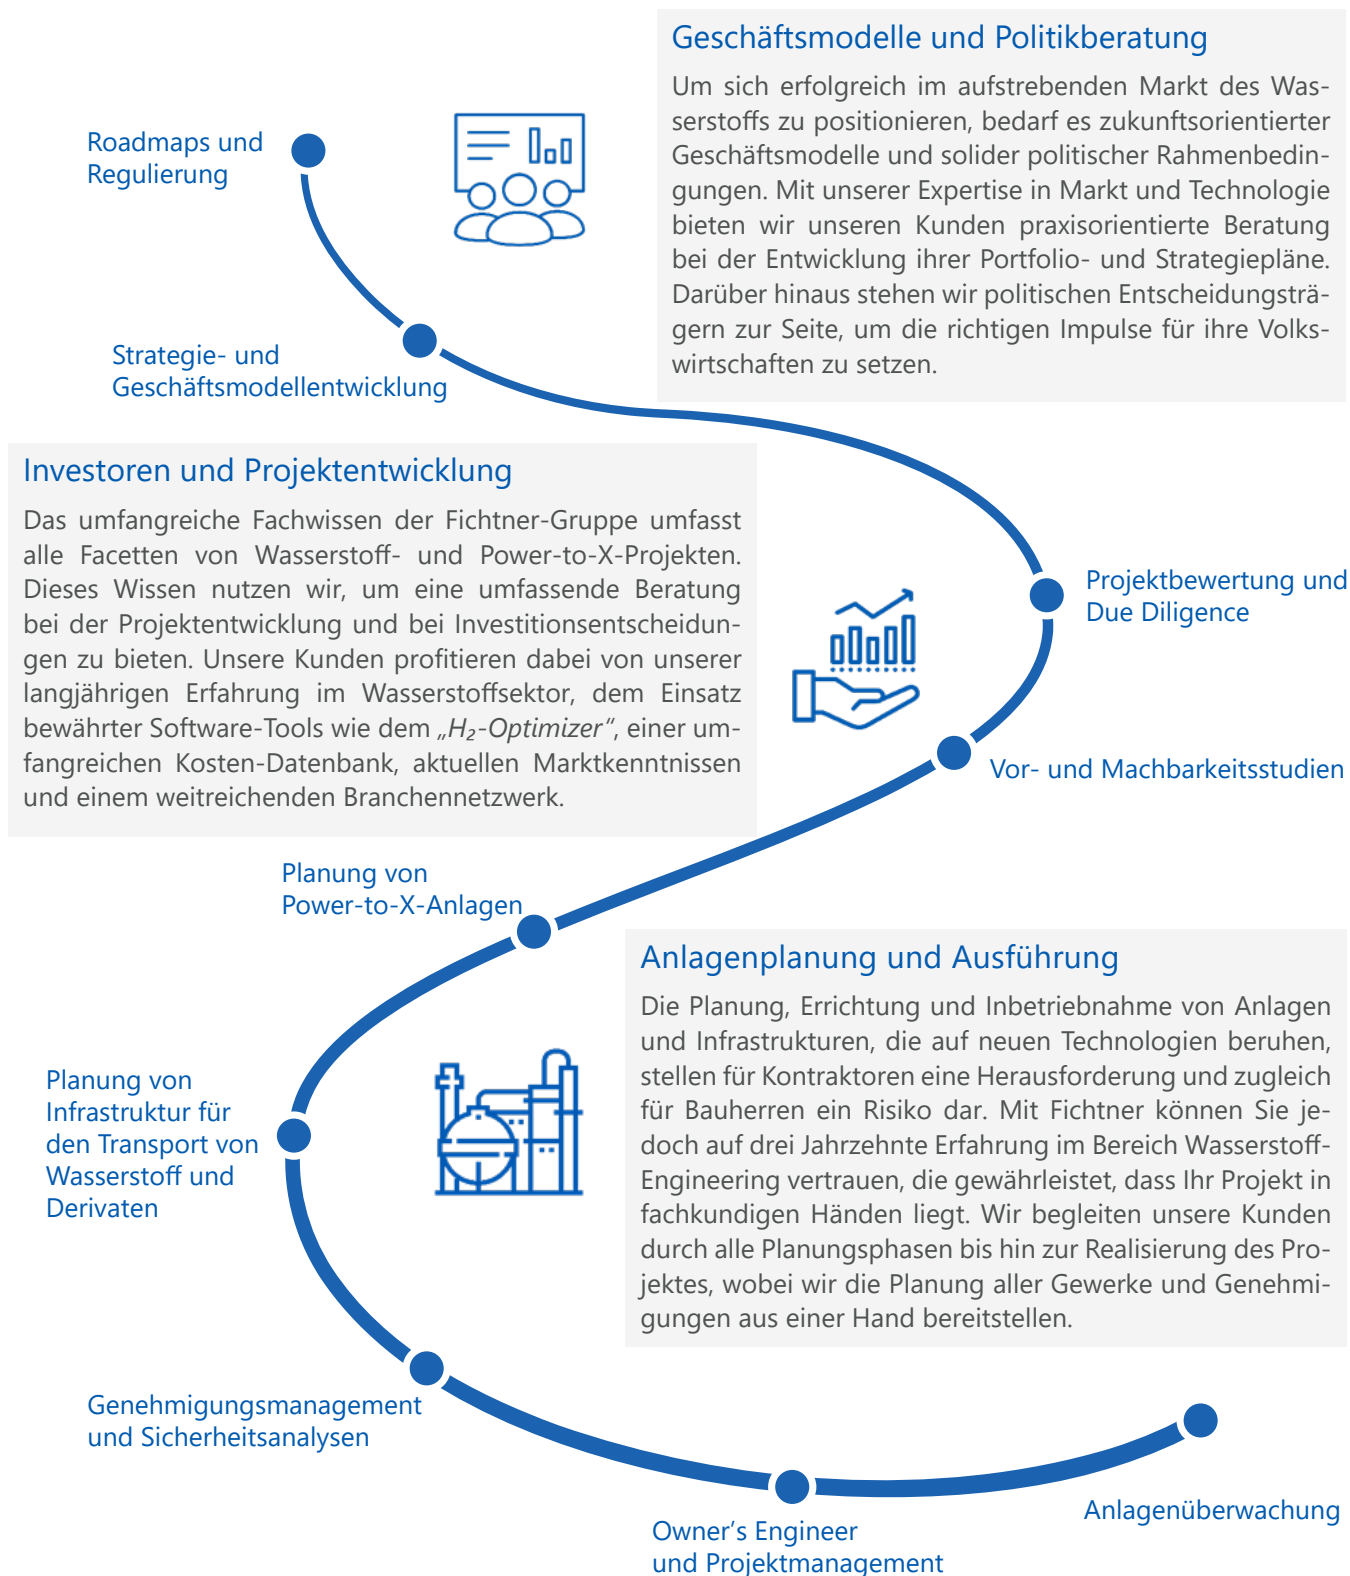 Geschäftsmodelle und Politikberatung
Um sich erfolgreich im aufstrebenden Markt des Was-
serstoffs zu positionieren, bedarf es zukunftsorientierter
Geschäftsmodelle und solider politischer Rahmenbedin-
gungen. Mit unserer Expertise in Markt und Technologie
bieten wir unseren Kunden praxisorientierte Beratung
bei der Entwicklung ihrer Portfolio- und Strategiepläne.
Darüber hinaus stehen wir politischen Entscheidungsträ-
gern zur Seite, um die richtigen Impulse für ihre Volks-
wirtschaften zu setzen.
Roadmaps und
Regulierung
Strategie- und
Geschäftsmodellentwicklung
Investoren und Projektentwicklung
Das umfangreiche Fachwissen der Fichtner-Gruppe umfasst
alle Facetten von Wasserstoff- und Power-to-X-Projekten.
Dieses Wissen nutzen wir, um eine umfassende Beratung
bei der Projektentwicklung und bei Investitionsentscheidun-
gen zu bieten. Unsere Kunden profitieren dabei von unserer
langjährigen Erfahrung im Wasserstoffsektor, dem Einsatz
bewährter Software-Tools wie dem „H₂-Optimizer“, einer um-
fangreichen Kosten-Datenbank, aktuellen Marktkenntnissen
und einem weitreichenden Branchennetzwerk.
Projektbewertung und
Due Diligence
Vor- und Machbarkeitsstudien
Planung von
Power-to-X-Anlagen
Anlagenplanung und Ausführung
Die Planung, Errichtung und Inbetriebnahme von Anlagen
und Infrastrukturen, die auf neuen Technologien beruhen,
stellen für Kontraktoren eine Herausforderung und zugleich
für Bauherren ein Risiko dar. Mit Fichtner können Sie je-
doch auf drei Jahrzehnte Erfahrung im Bereich Wasserstoff-
Engineering vertrauen, die gewährleistet, dass Ihr Projekt in
fachkundigen Händen liegt. Wir begleiten unsere Kunden
durch alle Planungsphasen bis hin zur Realisierung des Pro-
jektes, wobei wir die Planung aller Gewerke und Genehmi-
gungen aus einer Hand bereitstellen.
Planung von
Infrastruktur für
den Transport von
Wasserstoff und
Derivaten
Genehmigungsmanagement
und Sicherheitsanalysen
Owner’s Engineer
und Projektmanagement
Anlagenüberwachung